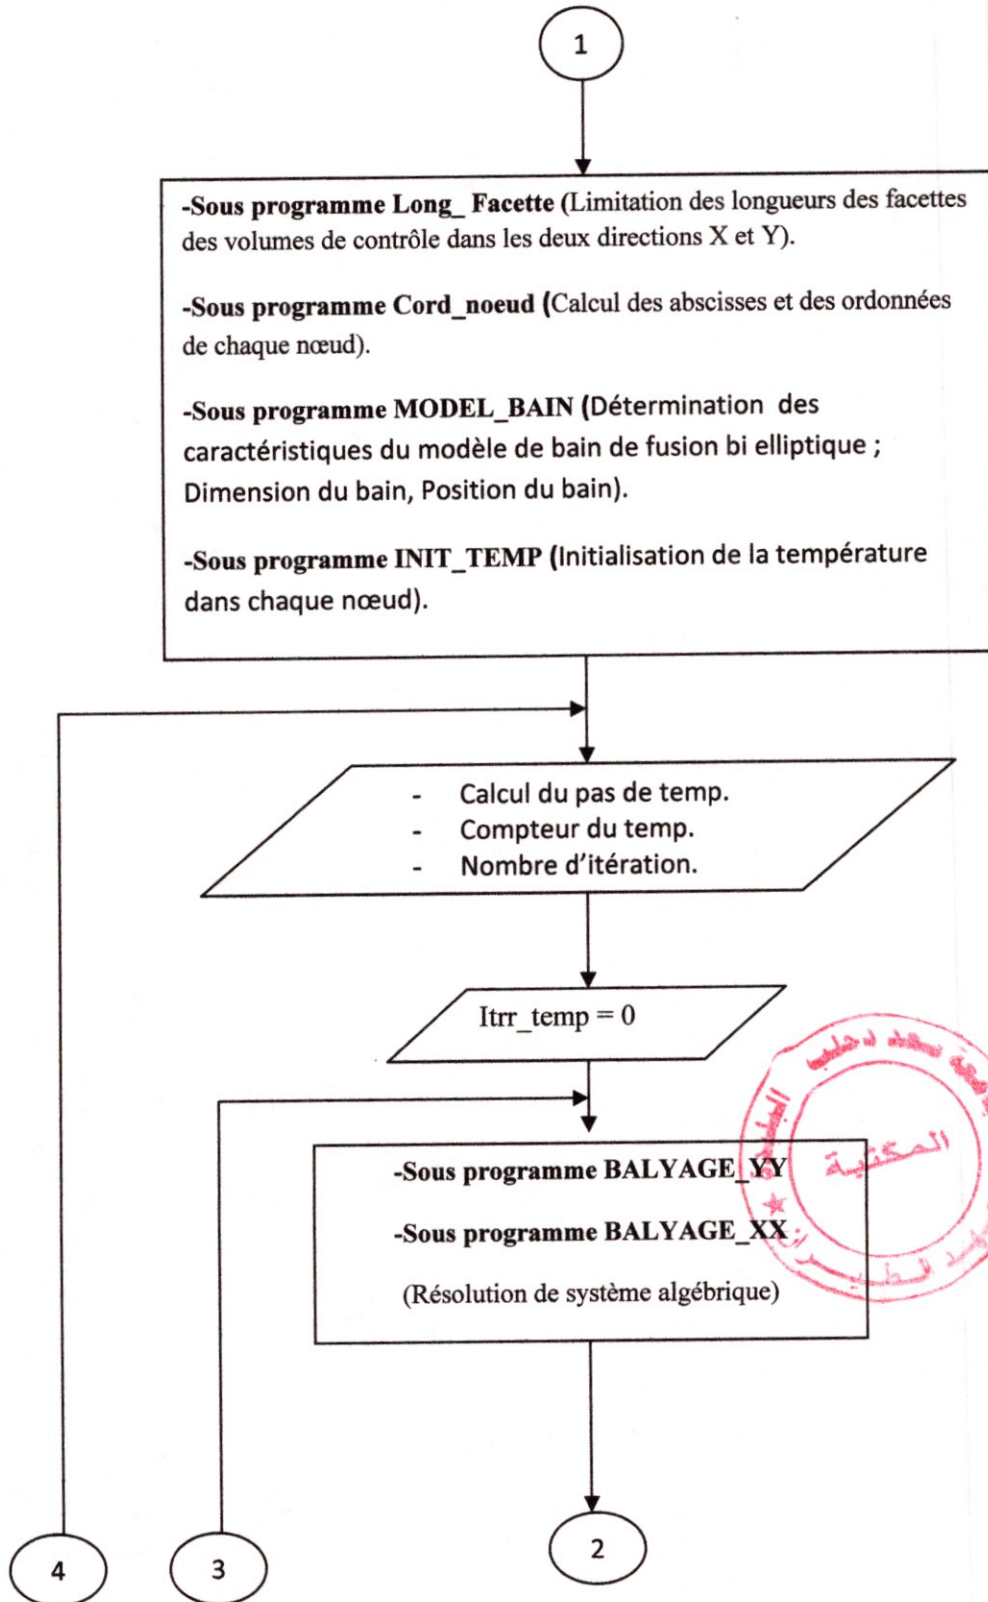 1
-Sous programme Long_ Facette (Limitation des longueurs des facettes
des volumes de contrôle dans les deux directions X et Y).
-Sous programme Cord_noeud (Calcul des abscisses et des ordonnées
de chaque nœud).
-Sous programme MODEL_BAIN (Détermination des
caractéristiques du modèle de bain de fusion bi elliptique ;
Dimension du bain, Position du bain).
-Sous programme INIT_TEMP (Initialisation de la température
dans chaque nœud).
- Calcul du pas de temp.
- Compteur du temp.
- Nombre d'itération.
Itrr_temp = 0
-Sous programme BALYAGE_YY
-Sous programme BALYAGE_XX
(Résolution de système algébrique)
المكتبة
4
3
2